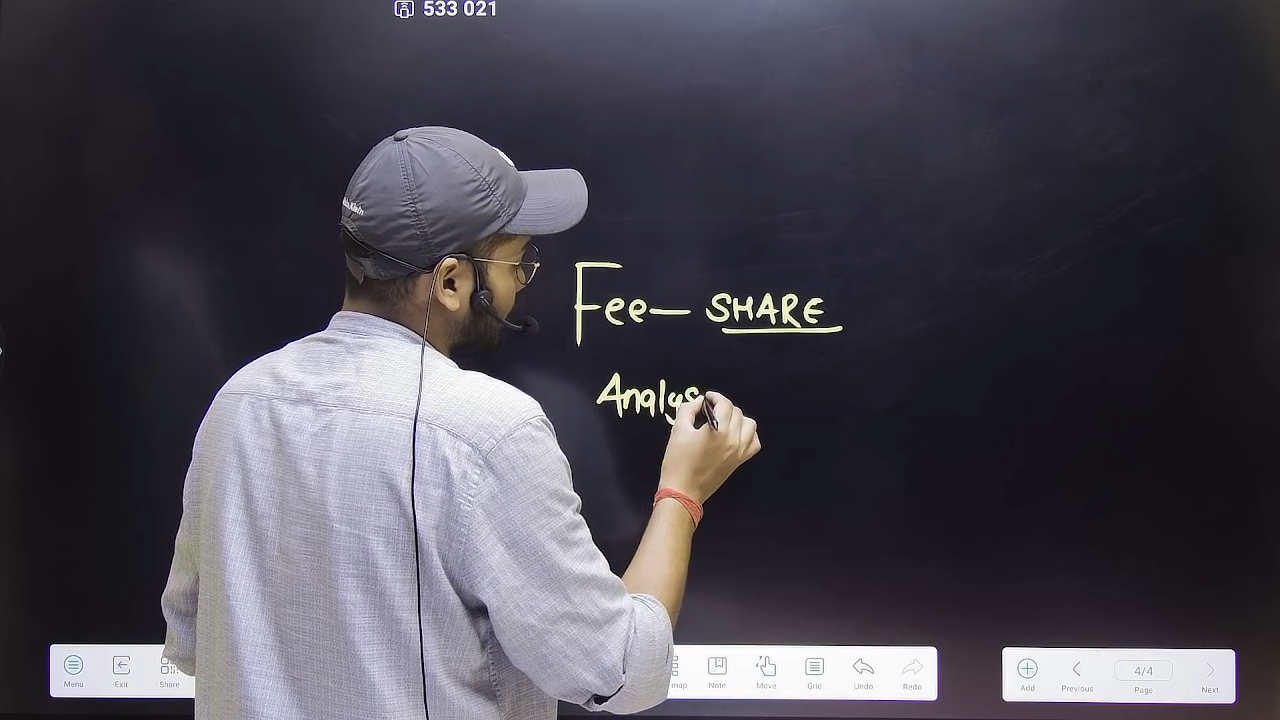 533 021
Fee— SHARE
Analys
Menu Exit Share Note Move Grid Undo Redo Add Previous 4/4 Page Next